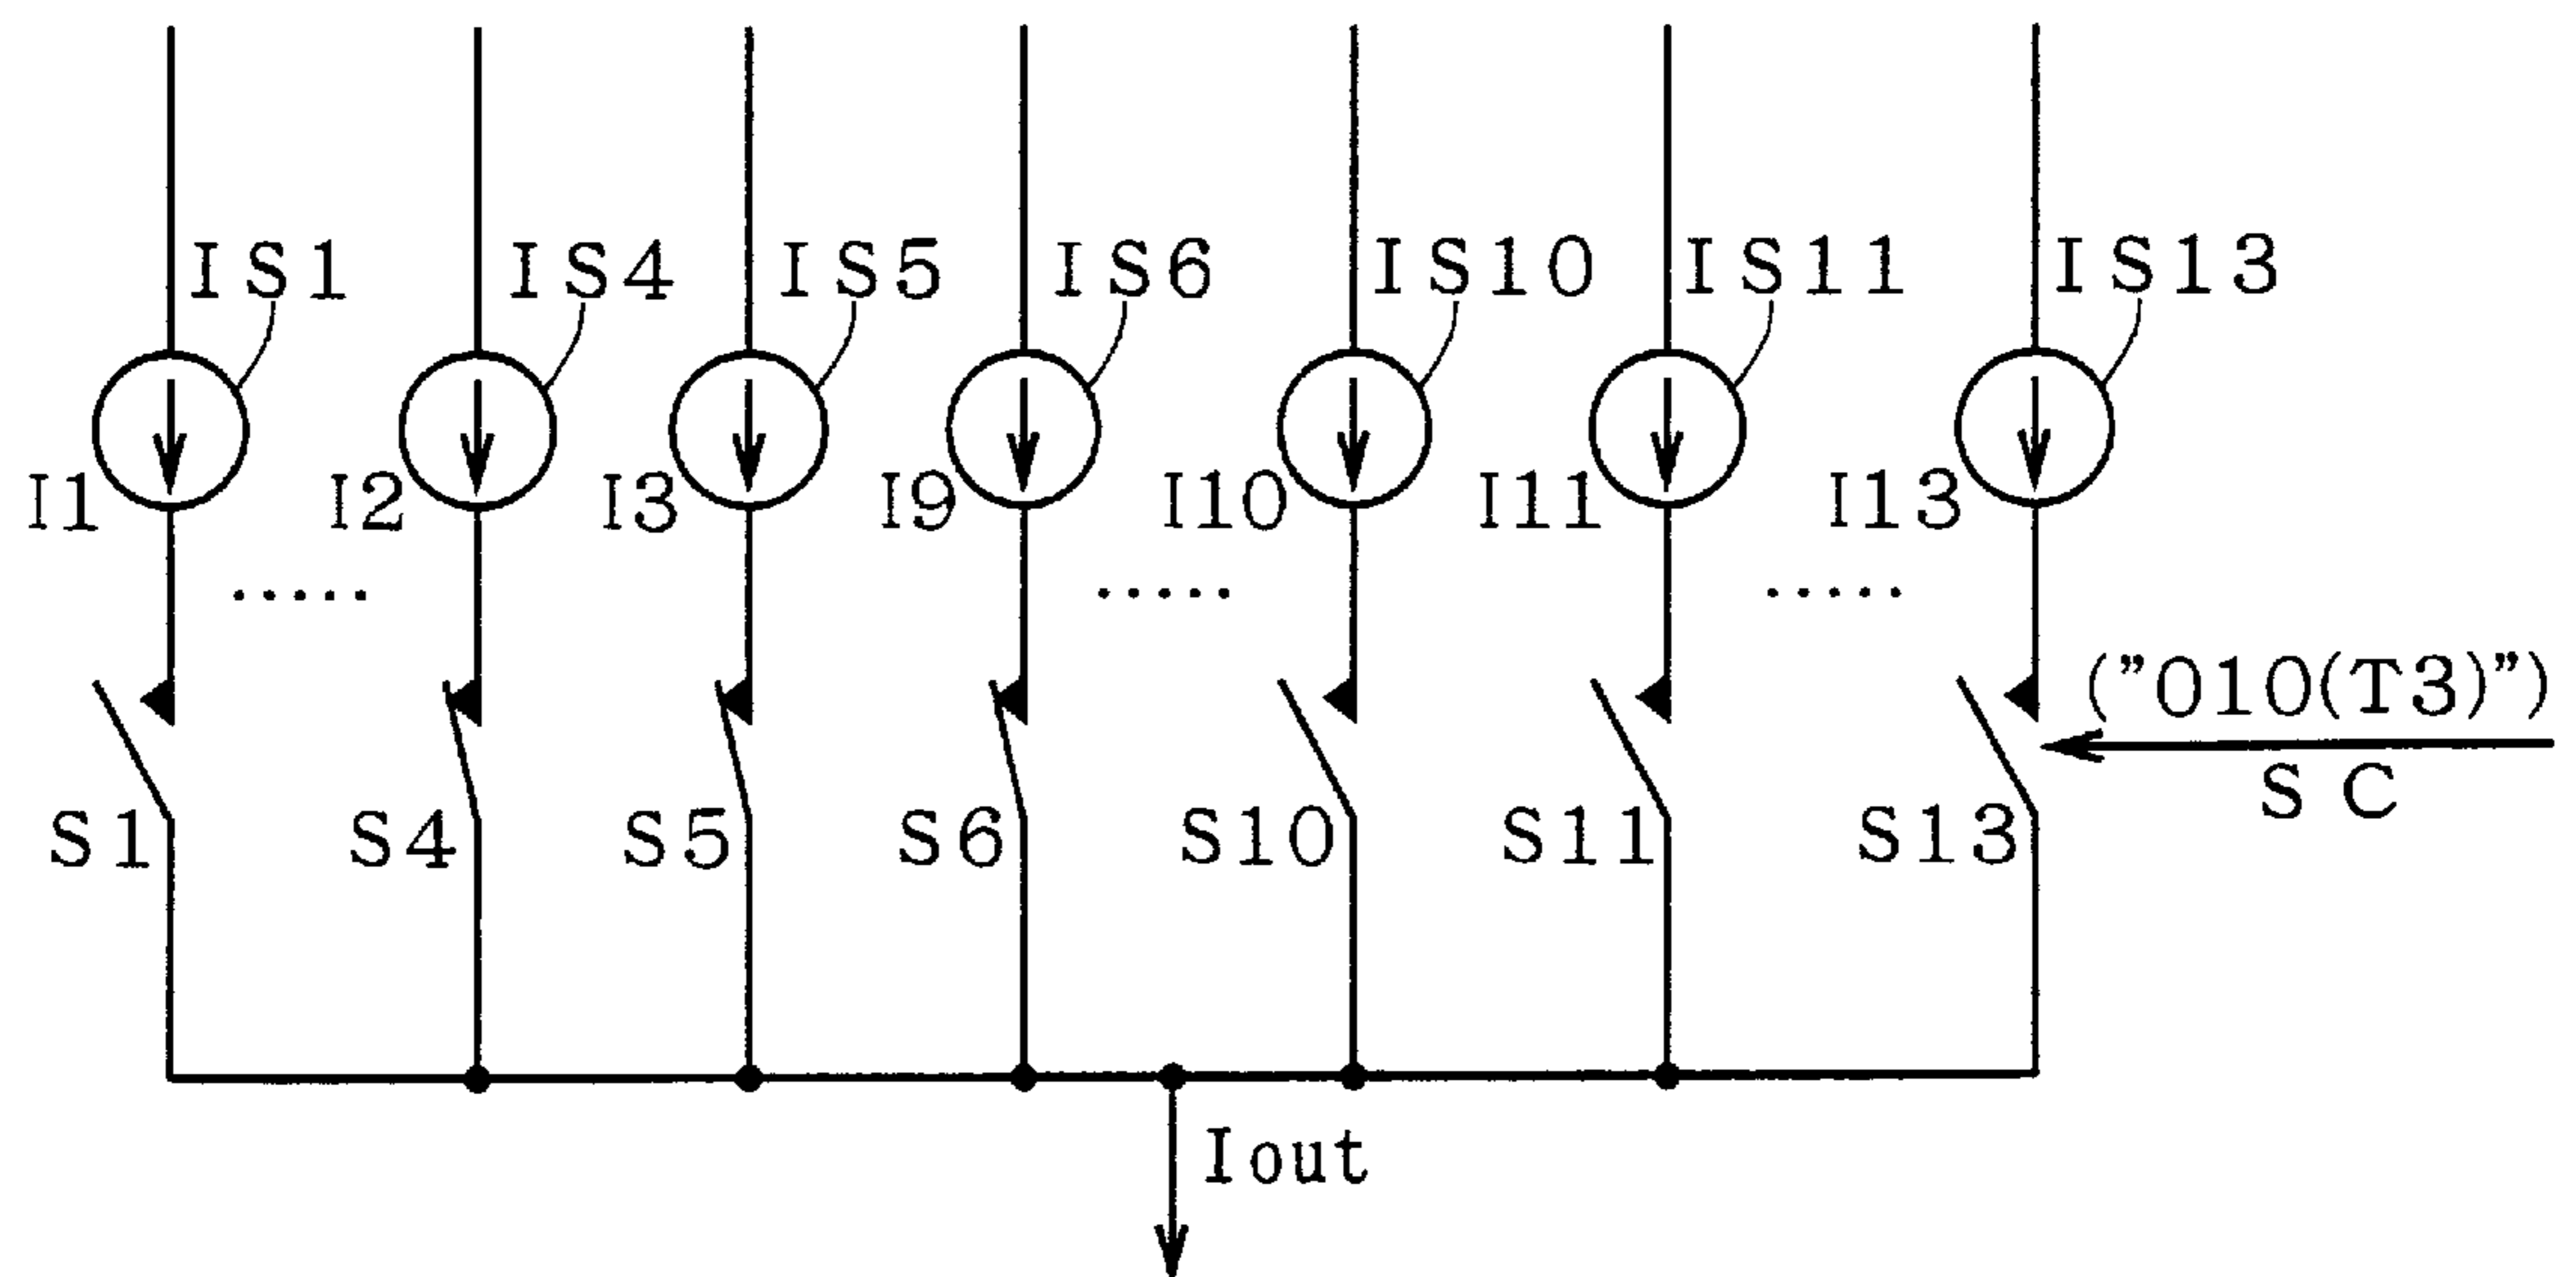 IS1 IS4 IS5 IS6 IS10 IS11 IS13
I1 I2 I3 I9 I10 I11 I13
("010(T3)")
SC
S1 S4 S5 S6 S10 S11 S13
Iout